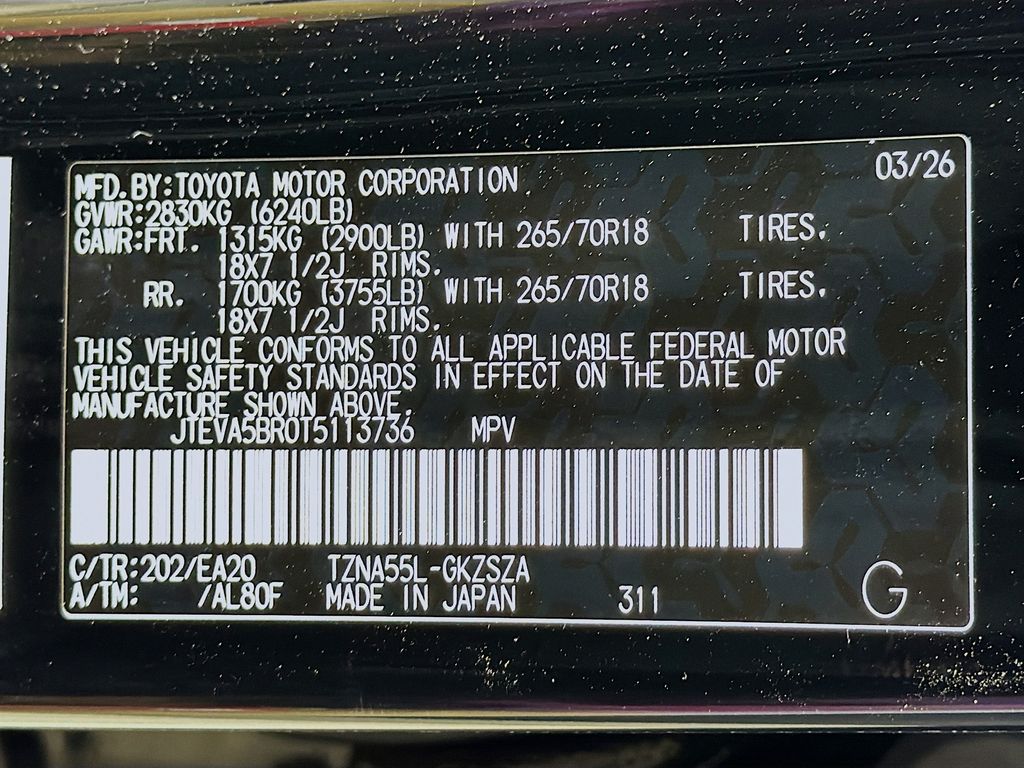 03/26
MFD.BY:TOYOTA MOTOR CORPORATION
GVWR:2830KG (6240LB)
GAWR:FRT. 1315KG (2900LB) WITH 265/70R18 TIRES.
18X7 1/2J RIMS.
RR. 1700KG (3755LB) WITH 265/70R18 TIRES.
18X7 1/2J RIMS.
THIS VEHICLE CONFORMS TO ALL APPLICABLE FEDERAL MOTOR
VEHICLE SAFETY STANDARDS IN EFFECT ON THE DATE OF
MANUFACTURE SHOWN ABOVE.
JTEVA5BR0T5113736 MPV
C/TR:202/EA20 TZNA55L-GKZSZA
A/TM: /AL80F MADE IN JAPAN 311
G